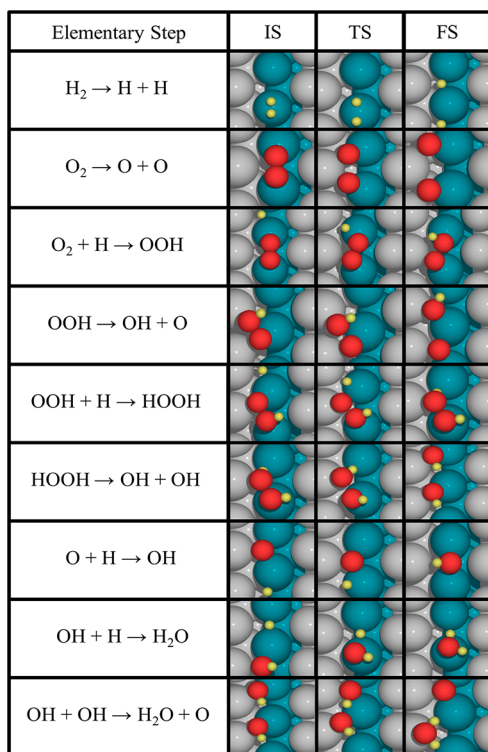 Elementary Step IS TS FS
H₂ → H + H
O₂ → O + O
O₂ + H → OOH
OOH → OH + O
OOH + H → HOOH
HOOH → OH + OH
O + H → OH
OH + H → H₂O
OH + OH → H₂O + O